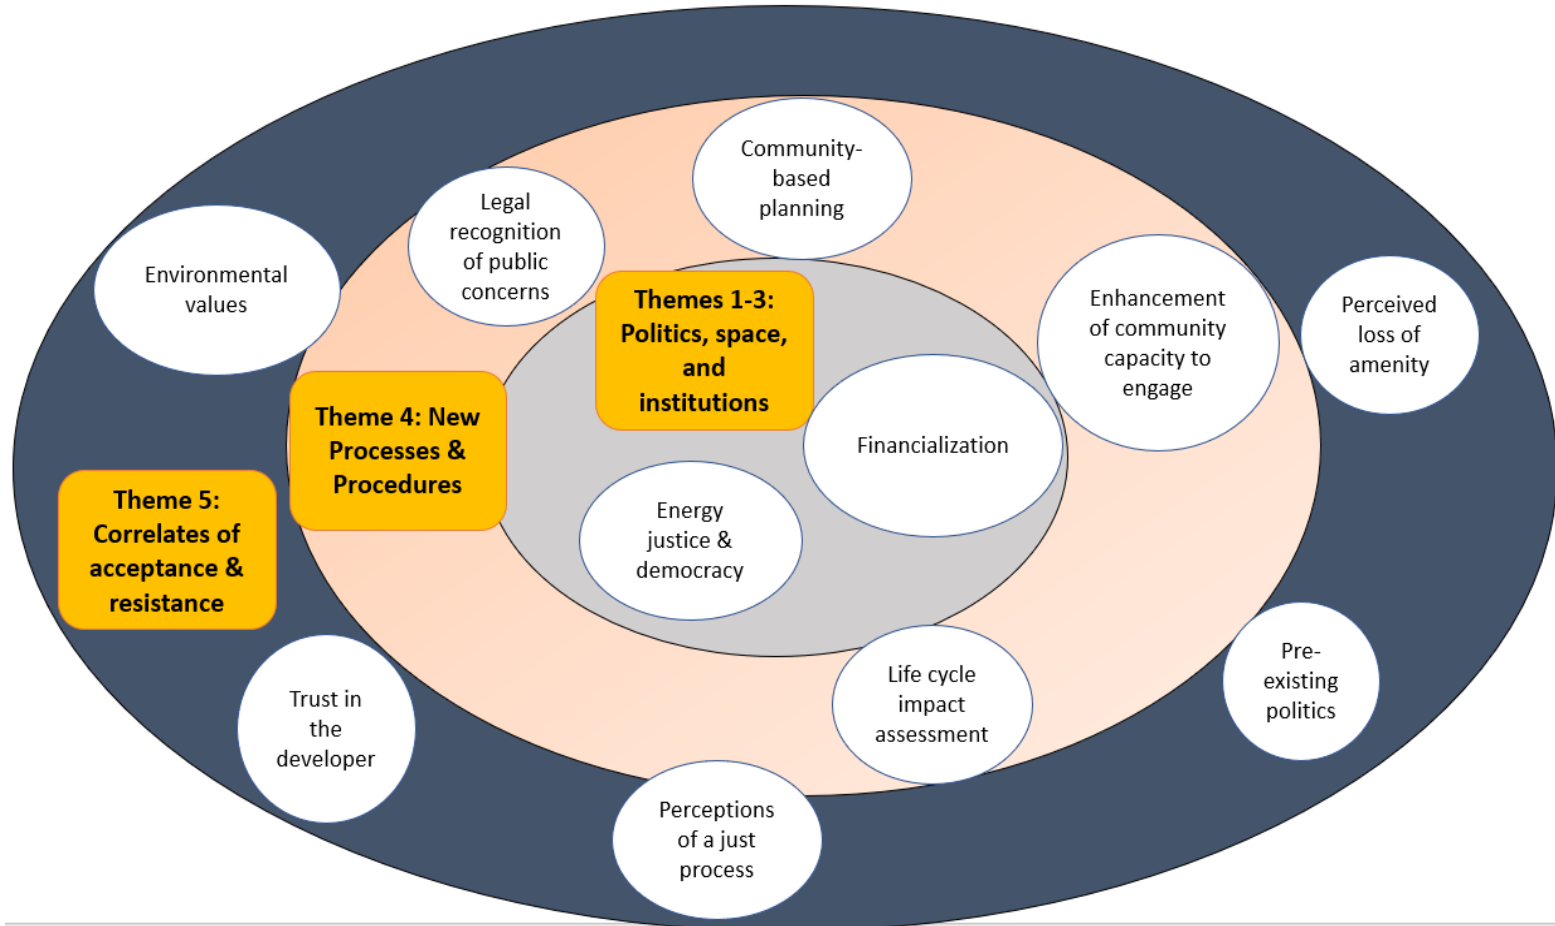 Community-
based
planning
Legal
recognition
of public
concerns
Environmental
values
Themes 1-3:
Politics, space,
and
institutions
Enhancement
of community
capacity to
engage
Perceived
loss of
amenity
Theme 4: New
Processes &
Procedures
Financialization
Theme 5:
Correlates of
acceptance &
resistance
Energy
justice &
democracy
Trust in
the
developer
Life cycle
impact
assessment
Pre-
existing
politics
Perceptions
of a just
process